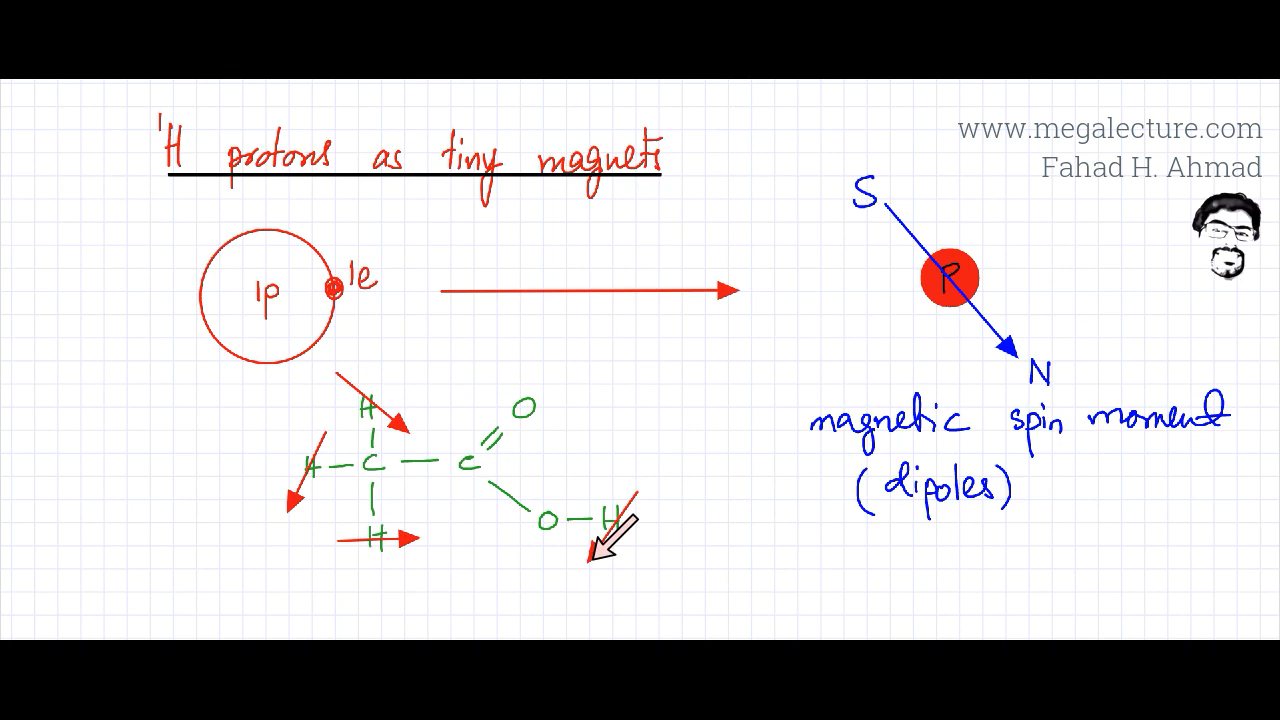 ¹H protons as tiny magnets
www.megalecture.com
Fahad H. Ahmad
1p
1e
S
P
N
magnetic spin moment
(dipoles)
H O
H – C – C
H O – H